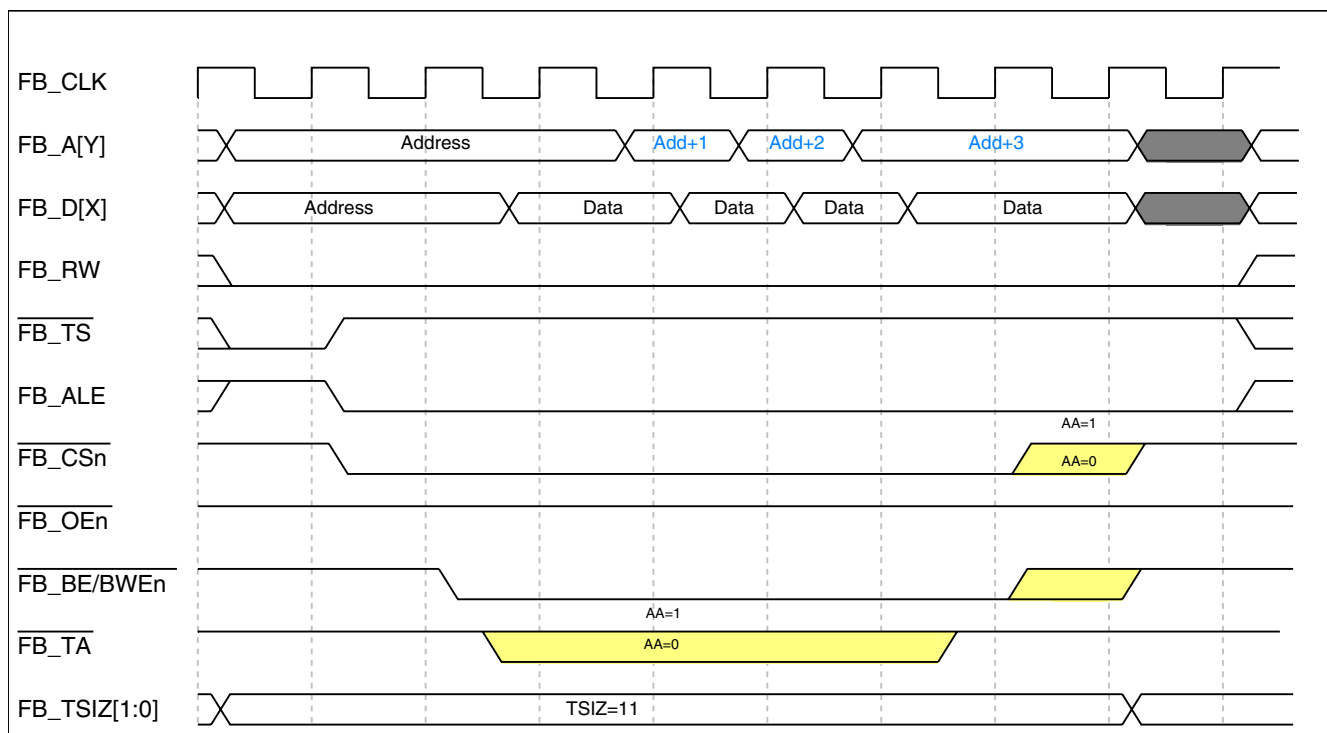 FB_CLK
FB_A[Y] Address Add+1 Add+2 Add+3
FB_D[X] Address Data Data Data Data
FB_RW
FB_TS
FB_ALE
AA=1
FB_CSn AA=0
FB_OEn
FB_BE/BWEn
AA=1
FB_TA AA=0
FB_TSIZ[1:0] TSIZ=11